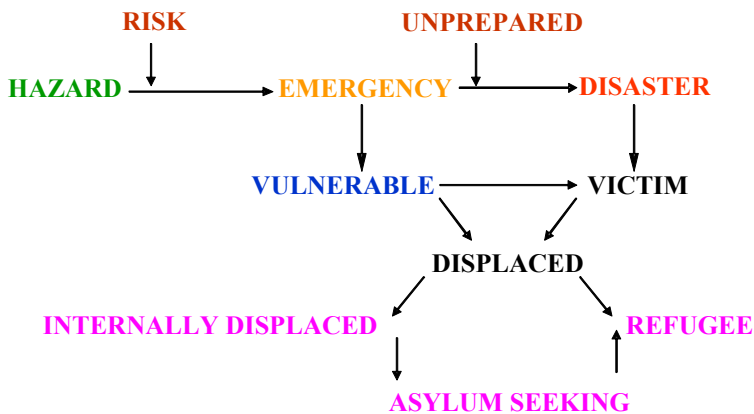 RISK UNPREPARED
HAZARD EMERGENCY DISASTER
VULNERABLE VICTIM
DISPLACED
INTERNALLY DISPLACED REFUGEE
ASYLUM SEEKING